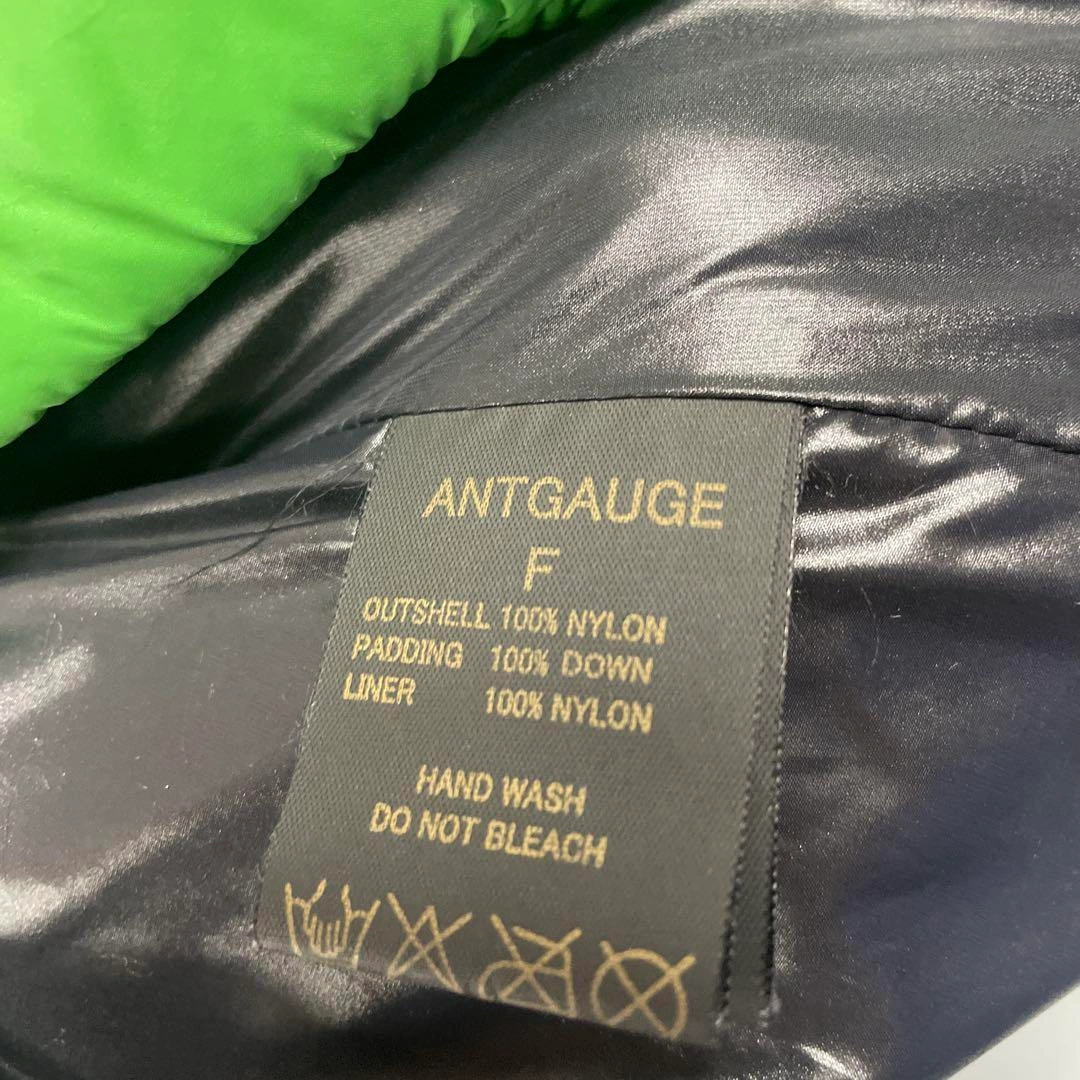 ANTGAUGE
F
OUTSHELL 100% NYLON
PADDING 100% DOWN
LINER 100% NYLON
HAND WASH
DO NOT BLEACH